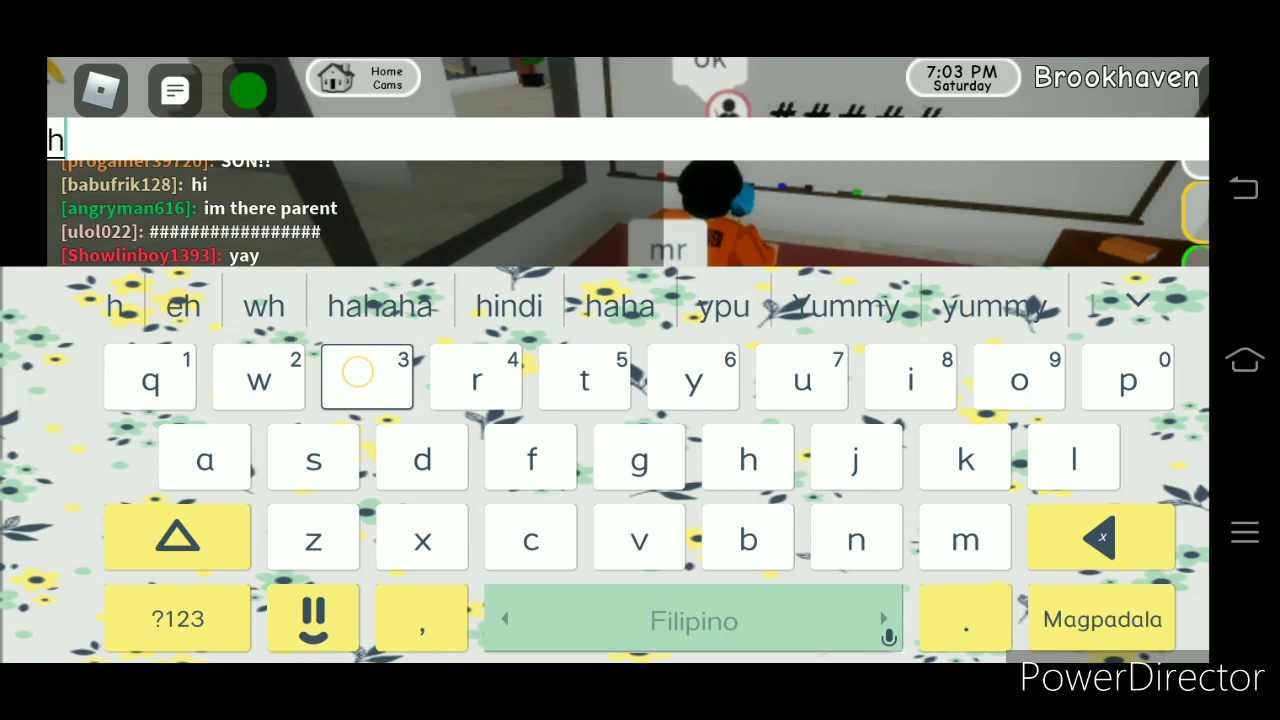 OK
Home
Cams
7:03 PM
Saturday
Brookhaven
#####
h
[progamer39720]: SON!!
[babufrik128]: hi
[angryman616]: im there parent
[ulol022]: ################
[Showlinboy1393]: yay
mr
h eh wh hahaha hindi haha ypu Yummy yummy
q 1 w 2 3 r 4 t 5 y 6 u 7 i 8 o 9 p 0
a s d f g h j k l
z x c v b n m x
?123 , Filipino . Magpadala
PowerDirector